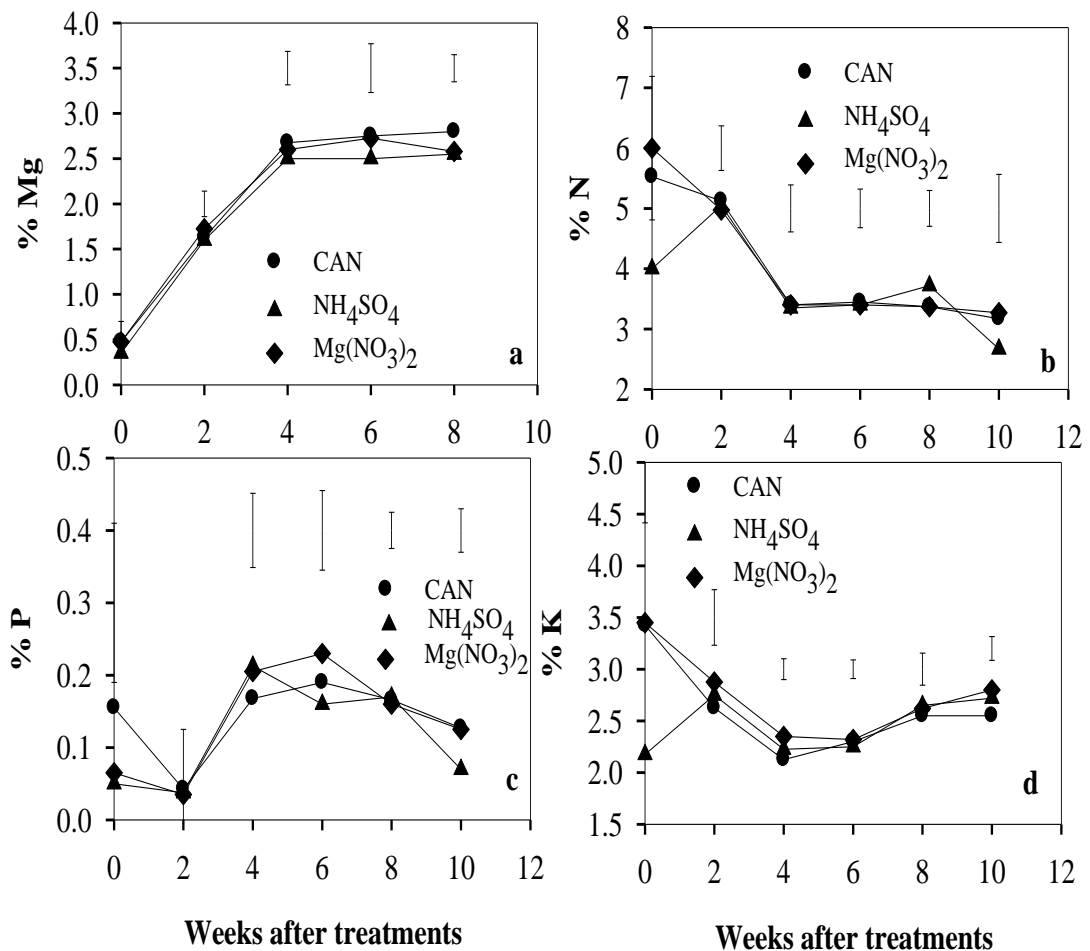 % Mg
4.0
3.5
3.0
2.5
2.0
1.5
1.0
0.5
0.0
CAN
NH4SO4
Mg(NO3)2
a
0 2 4 6 8 10
% N
8
7
6
5
4
3
2
CAN
NH4SO4
Mg(NO3)2
b
0 2 4 6 8 10 12
% P
0.5
0.4
0.3
0.2
0.1
0.0
CAN
NH4SO4
Mg(NO3)2
c
0 2 4 6 8 10 12
Weeks after treatments
% K
5.0
4.5
4.0
3.5
3.0
2.5
2.0
1.5
CAN
NH4SO4
Mg(NO3)2
d
0 2 4 6 8 10 12
Weeks after treatments